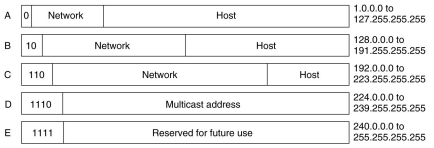 A 0 Network Host 1.0.0.0 to
127.255.255.255
B 10 Network Host 128.0.0.0 to
191.255.255.255
C 110 Network Host 192.0.0.0 to
223.255.255.255
D 1110 Multicast address 224.0.0.0 to
239.255.255.255
E 1111 Reserved for future use 240.0.0.0 to
255.255.255.255